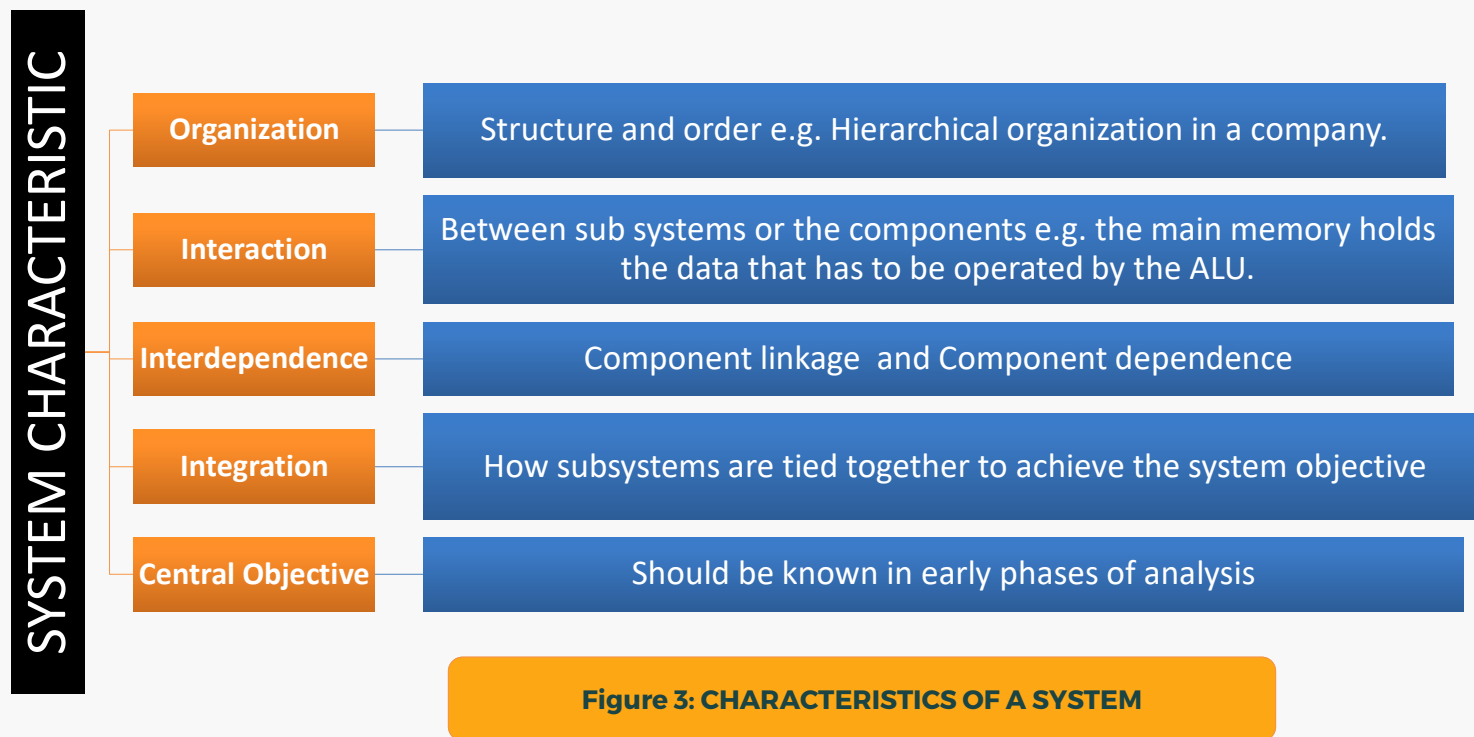 SYSTEM CHARACTERISTIC
Organization
Structure and order e.g. Hierarchical organization in a company.
Interaction
Between sub systems or the components e.g. the main memory holds
the data that has to be operated by the ALU.
Interdependence
Component linkage and Component dependence
Integration
How subsystems are tied together to achieve the system objective
Central Objective
Should be known in early phases of analysis
Figure 3: CHARACTERISTICS OF A SYSTEM